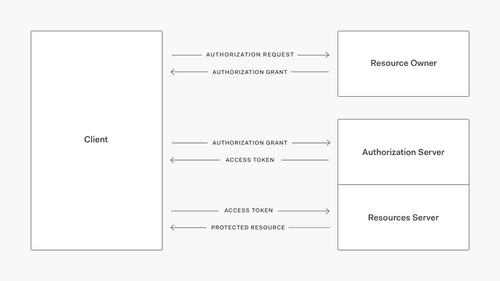 Client
AUTHORIZATION REQUEST
AUTHORIZATION GRANT
Resource Owner
AUTHORIZATION GRANT
ACCESS TOKEN
Authorization Server
ACCESS TOKEN
PROTECTED RESOURCE
Resources Server